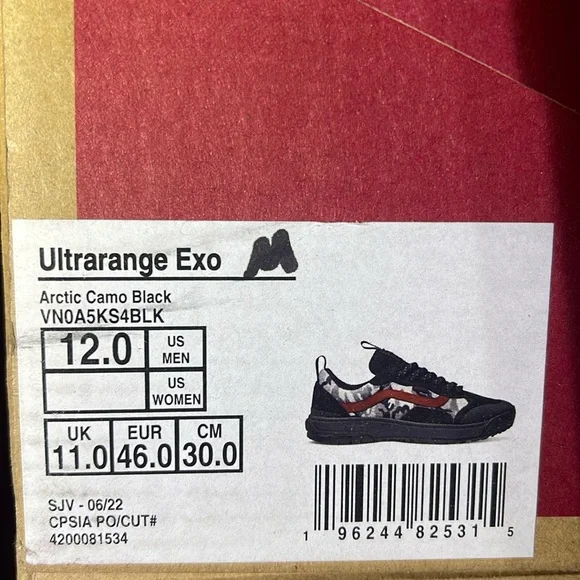 Ultrarange Exo M
Arctic Camo Black
VN0A5KS4BLK
12.0 US MEN
US WOMEN
UK EUR CM
11.0 46.0 30.0
SJV - 06/22
CPSIA PO/CUT#
4200081534
1 96244 82531 5